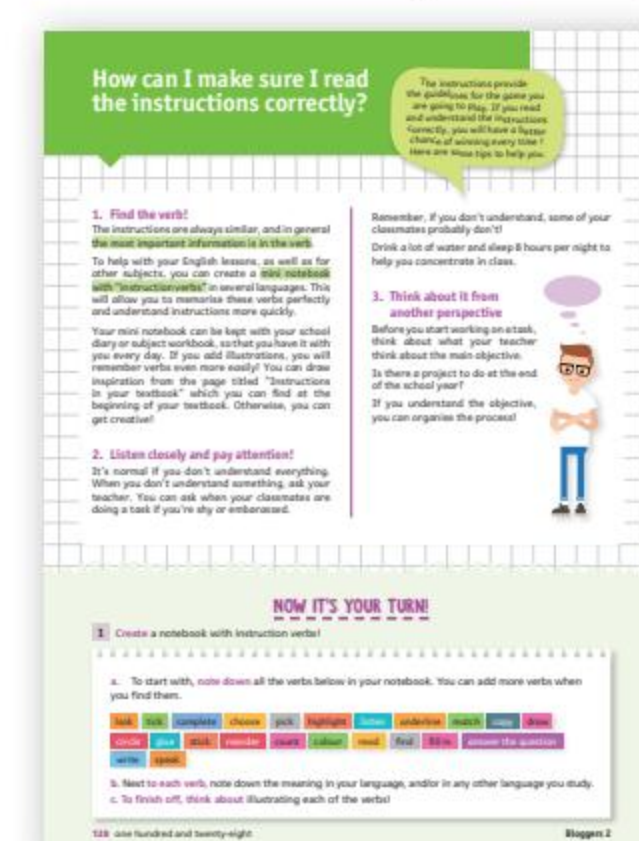 How can I make sure I read
the instructions correctly?
The instructions provide
the guidelines for the game you
are going to play. If you read
and understand the instructions
correctly, you will have a better
chance of winning every time!
Here are some tips to help you.
1. Find the verb!
The instructions are always similar, and in general
the most important information is in the verb.
To help with your English lessons, as well as for
other subjects, you can create a mini notebook
with "instruction verbs" in several languages. This
will allow you to memorise these verbs perfectly
and understand instructions more quickly.
Your mini notebook can be kept with your school
diary or subject workbook, so that you have it with
you every day. If you add illustrations, you will
remember verbs even more easily! You can draw
inspiration from the page titled "Instructions
in your textbook" which you can find at the
beginning of your textbook. Otherwise, you can
get creative!
2. Listen closely and pay attention!
It's normal if you don't understand everything.
When you don't understand something, ask your
teacher. You can ask when your classmates are
doing a task if you're shy or embarassed.
Remember, if you don't understand, some of your
classmates probably don't!
Drink a lot of water and sleep 8 hours per night to
help you concentrate in class.
3. Think about it from
another perspective
Before you start working on a task,
think about what your teacher
think about the main objective.
Is there a project to do at the end
of the school year?
If you understand the objective,
you can organise the process!
NOW IT'S YOUR TURN!
1 Create a notebook with instruction verbs!
a. To start with, note down all the verbs below in your notebook. You can add more verbs when
you find them.
look tick complete choose pick highlight listen underline match copy draw
circle glue stick reorder count colour read find fill in answer the question
write speak
b. Next to each verb, note down the meaning in your language, and/or in any other language you study.
c. To finish off, think about illustrating each of the verbs!
128 one hundred and twenty-eight
Bloggers 2